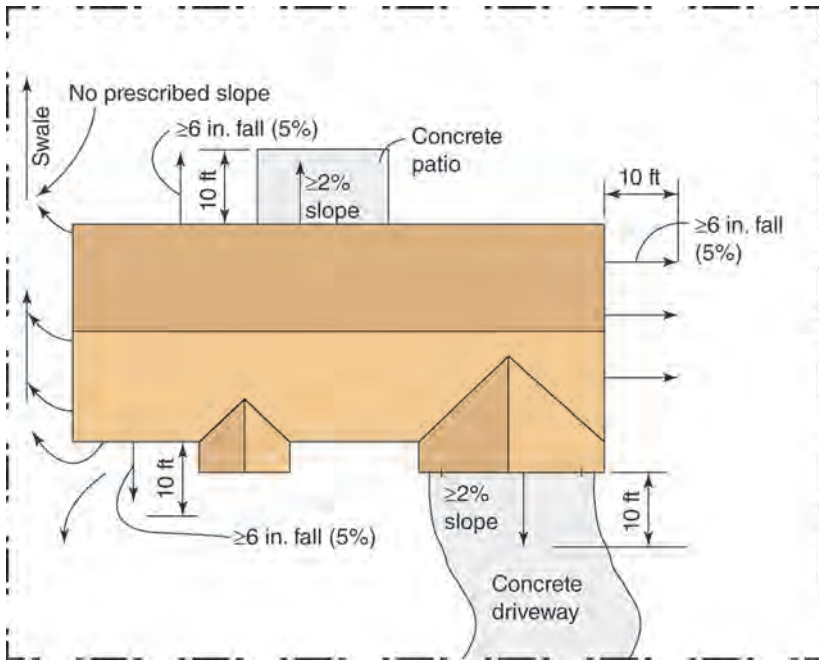 No prescribed slope
Swale
≥6 in. fall (5%)
10 ft
≥2%
slope
Concrete
patio
10 ft
≥6 in. fall
(5%)
10 ft
≥6 in. fall (5%)
≥2%
slope
10 ft
Concrete
driveway